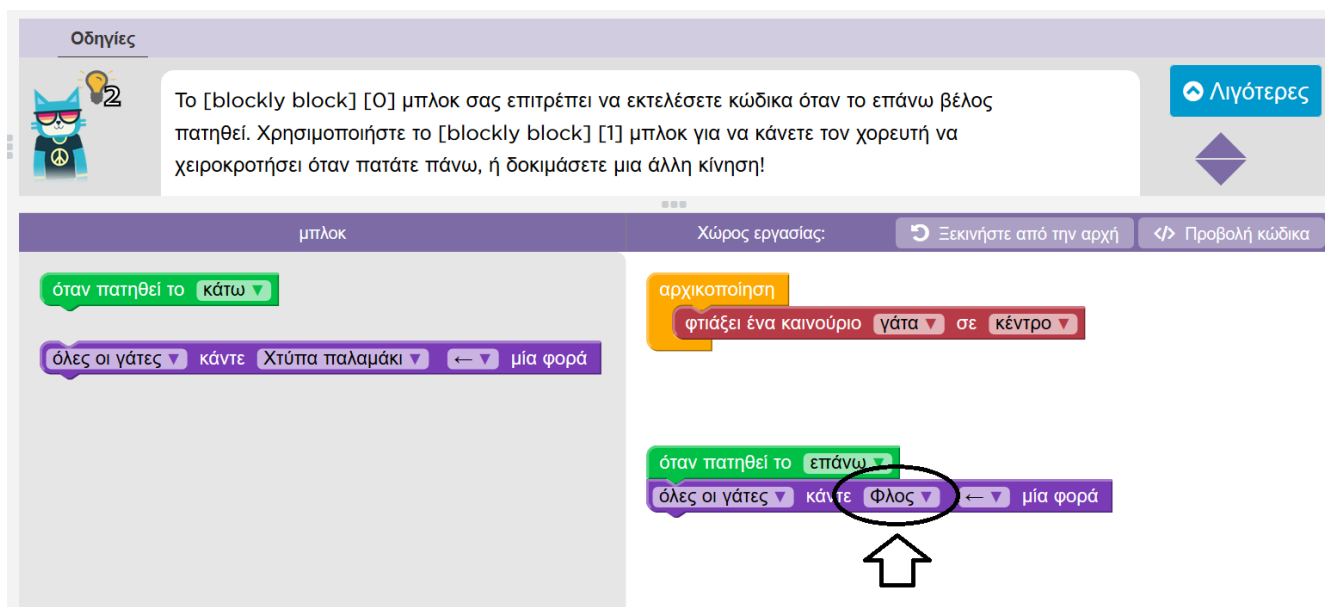 Οδηγίες
2
Το [blockly block] [0] μπλοκ σας επιτρέπει να εκτελέσετε κώδικα όταν το επάνω βέλος
πατηθεί. Χρησιμοποιήστε το [blockly block] [1] μπλοκ για να κάνετε τον χορευτή να
χειροκροτήσει όταν πατάτε πάνω, ή δοκιμάσετε μια άλλη κίνηση!
Λιγότερες
μπλοκ
Χώρος εργασίας:
Ξεκινήστε από την αρχή
</> Προβολή κώδικα
όταν πατηθεί το κάτω ▼
όλες οι γάτες ▼ κάντε Χτύπα παλαμάκι ▼ ← ▼ μία φορά
αρχικοποίηση
φτιάξει ένα καινούριο γάτα ▼ σε κέντρο ▼
όταν πατηθεί το επάνω ▼
όλες οι γάτες ▼ κάντε Φλος ▼ ← ▼ μία φορά